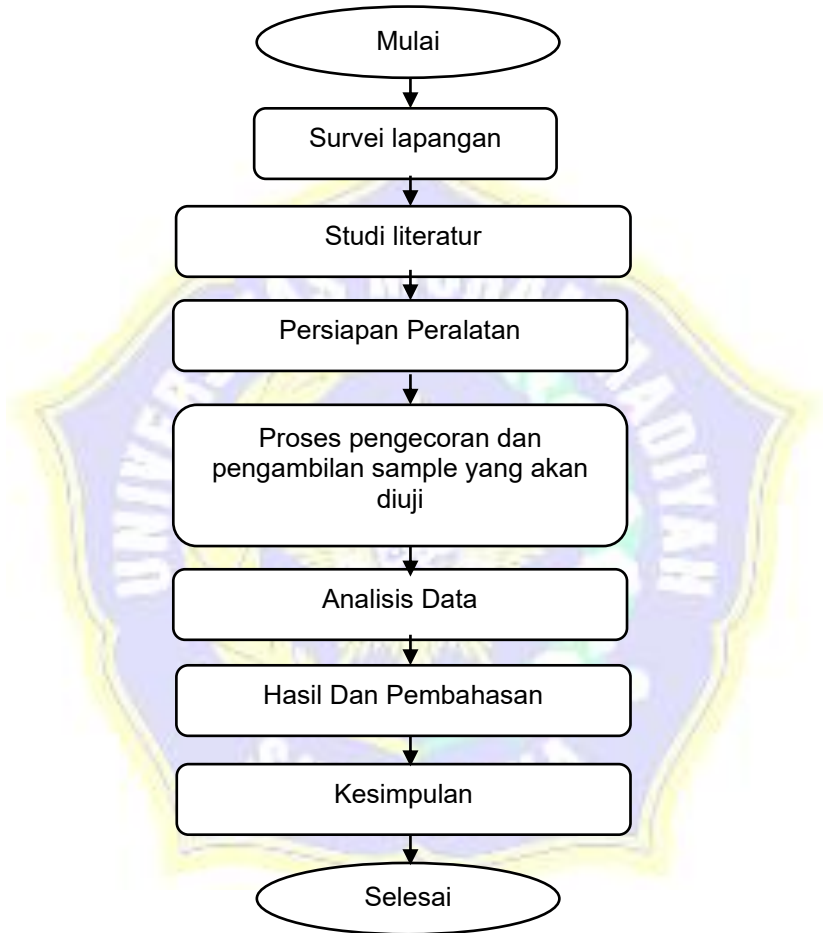 Mulai
Survei lapangan
Studi literatur
Persiapan Peralatan
Proses pengecoran dan
pengambilan sample yang akan
diuji
Analisis Data
Hasil Dan Pembahasan
Kesimpulan
Selesai